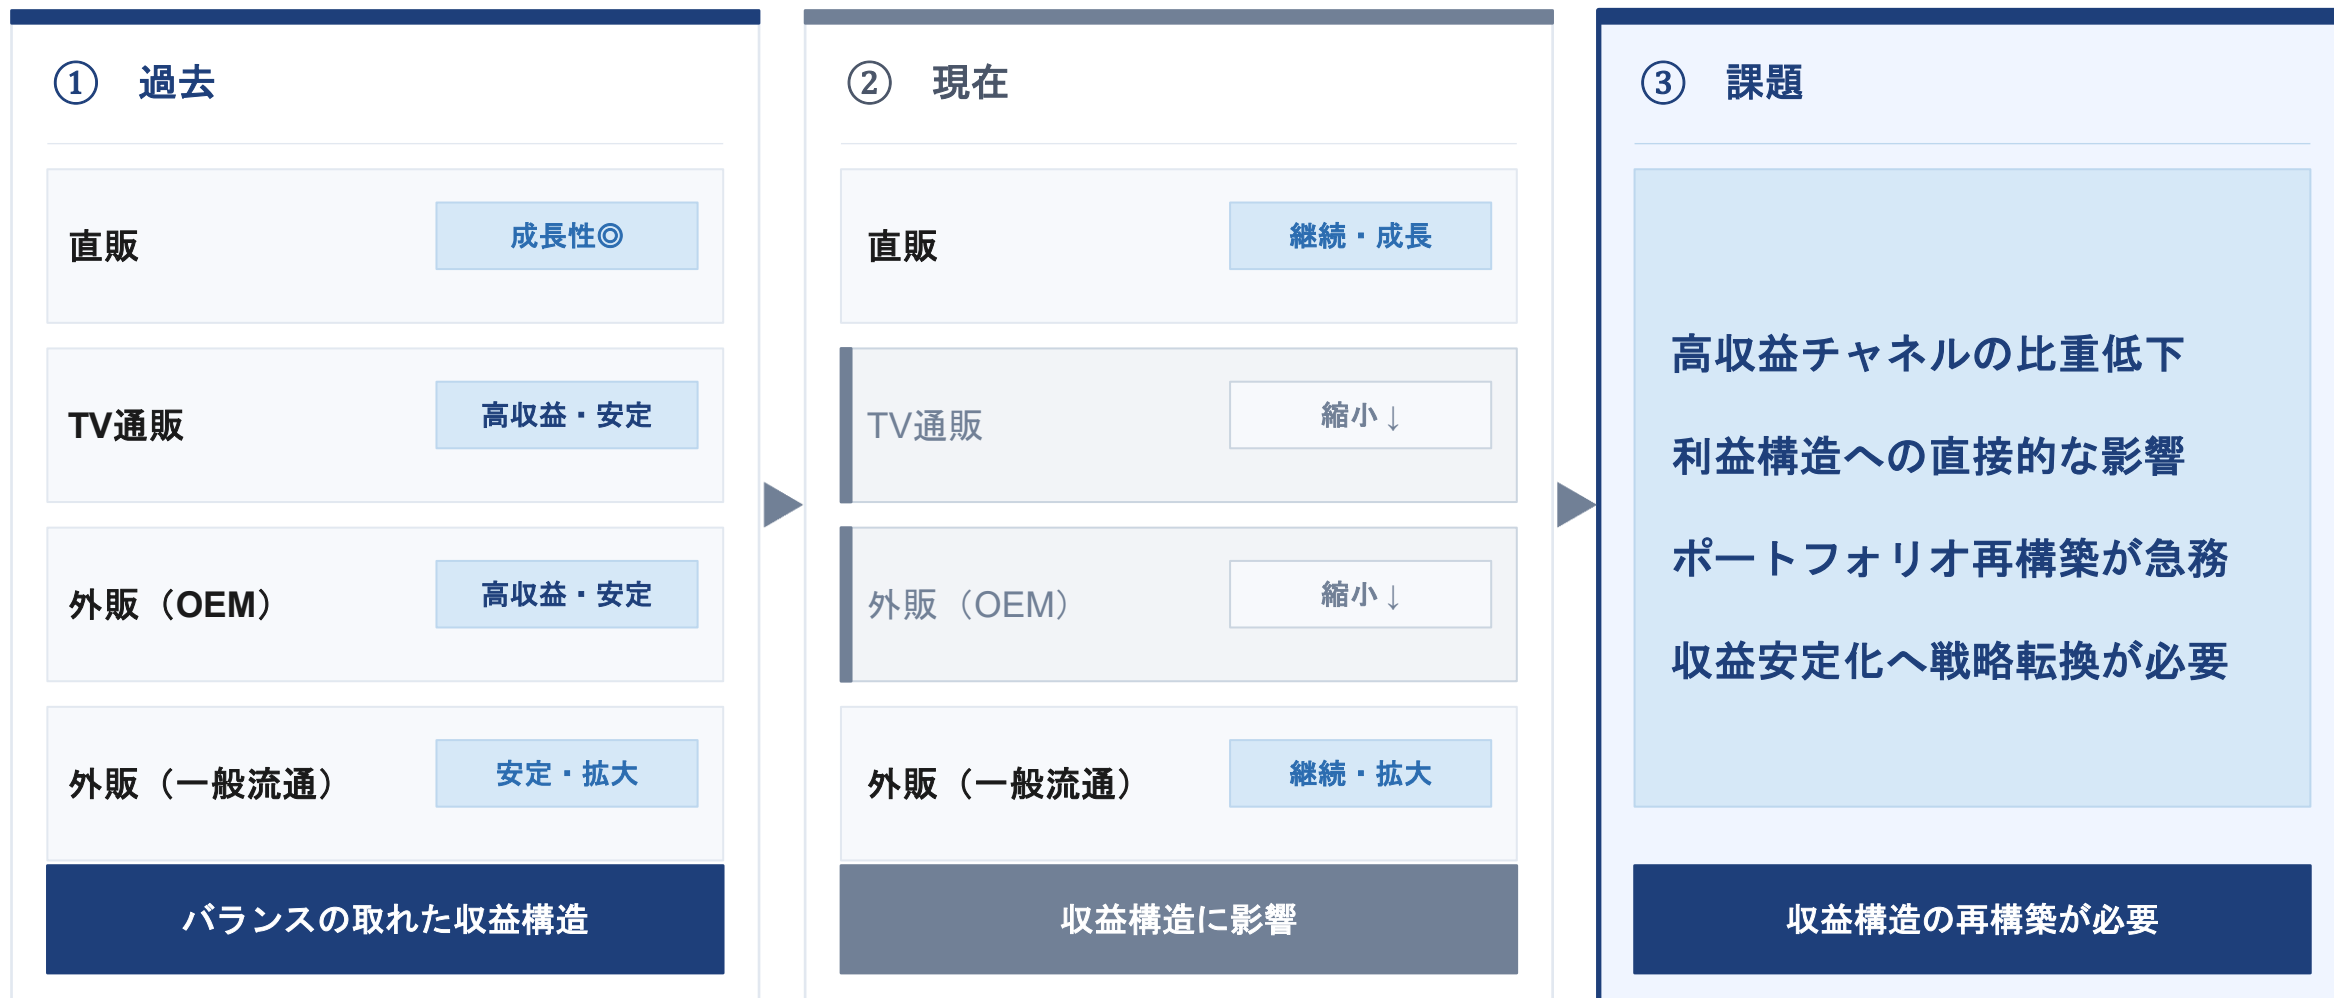 ① 過去
直販
成長性◎
TV通販
高収益・安定
外販（OEM）
高収益・安定
外販（一般流通）
安定・拡大
バランスの取れた収益構造
② 現在
直販
継続・成長
TV通販
縮小↓
外販（OEM）
縮小↓
外販（一般流通）
継続・拡大
収益構造に影響
③ 課題
高収益チャネルの比重低下
利益構造への直接的な影響
ポートフォリオ再構築が急務
収益安定化へ戦略転換が必要
収益構造の再構築が必要